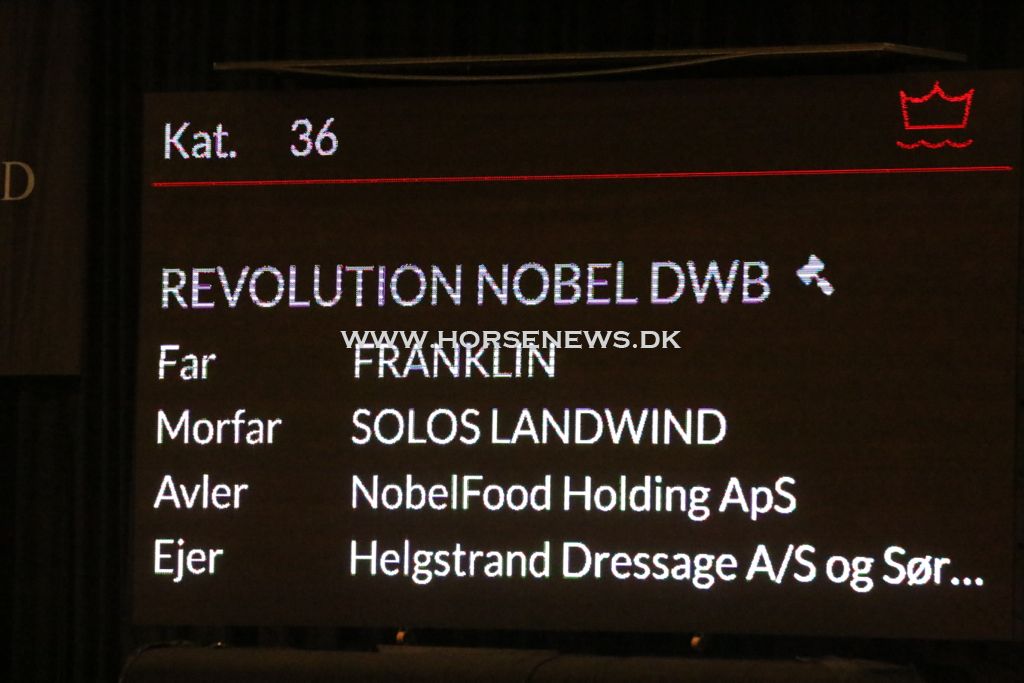 D
Kat. 36
REVOLUTION NOBEL DWB
WWW.HORSENEWS.DK
Far FRANKLIN
Morfar SOLOS LANDWIND
Avler NobelFood Holding ApS
Ejer Helgstrand Dressage A/S og Sør...